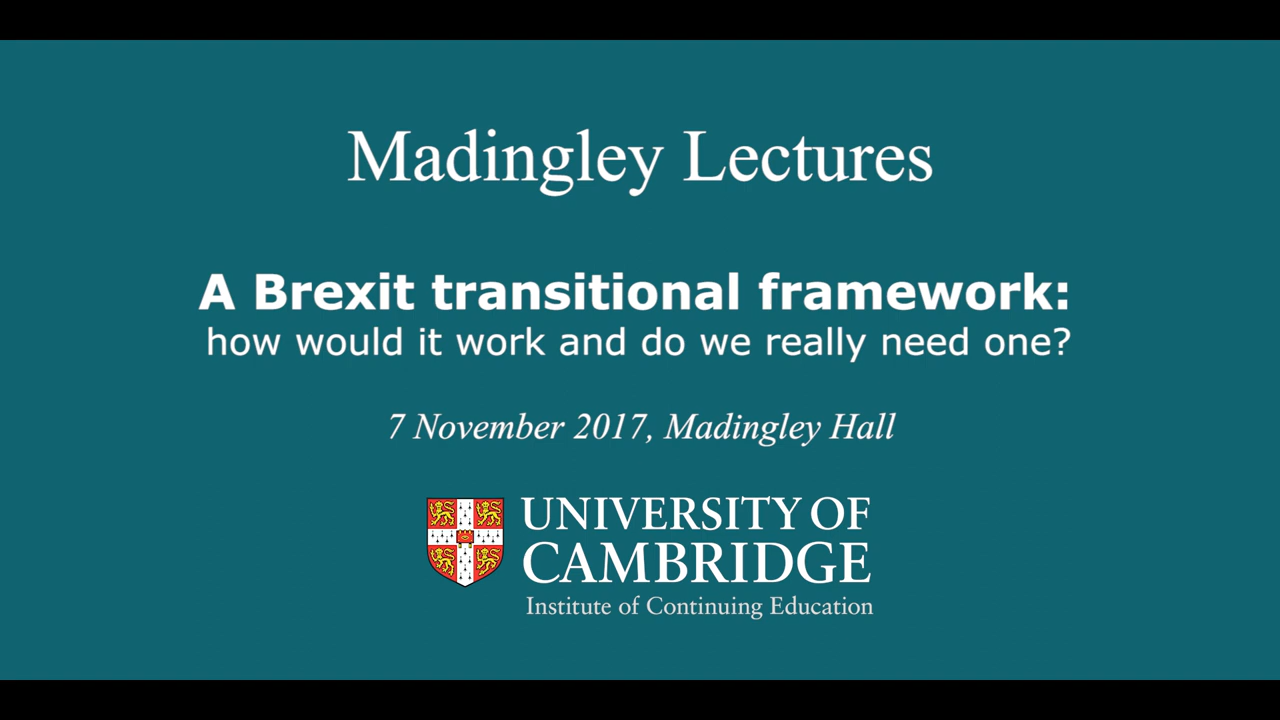 Madingley Lectures
A Brexit transitional framework:
how would it work and do we really need one?
7 November 2017, Madingley Hall
UNIVERSITY OF
CAMBRIDGE
Institute of Continuing Education